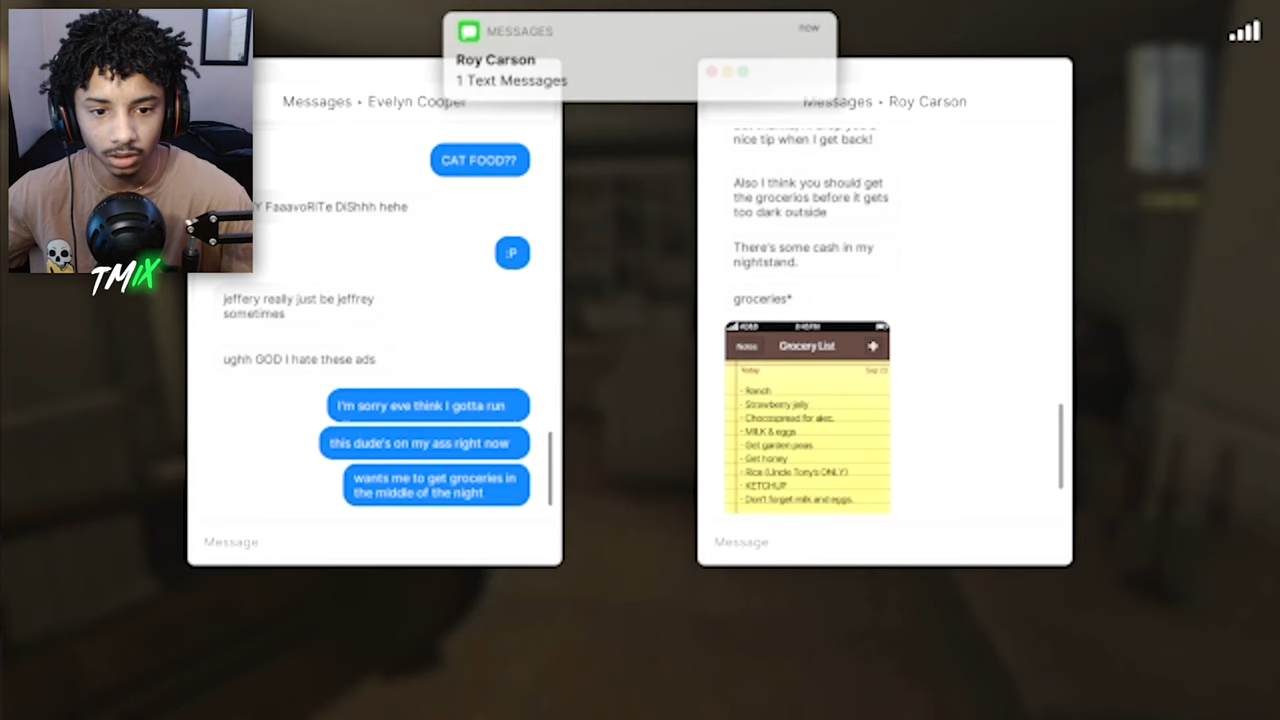 MESSAGES
now
Roy Carson
1 Text Messages
Messages • Evelyn Cooper
CAT FOOD??
FaaavoRiTe DiShhh hehe
:P
jeffery really just be jeffrey
sometimes
ughh GOD I hate these ads
I'm sorry eve think I gotta run
this dude's on my ass right now
wants me to get groceries in
the middle of the night
Message
Messages • Roy Carson
nice tip when I get back!
Also I think you should get
the grocerios before it gets
too dark outside
There's some cash in my
nightstand.
groceries*
Notes
Grocery List
+
Today
- Ranch
- Strawberry jelly
- Chocospread for alec.
- MILK & eggs
- Get garden peas.
- Get honey
- Rice (Uncle Tony's ONLY)
- KETCHUP
- Don't forget milk and eggs.
Message
TMIX